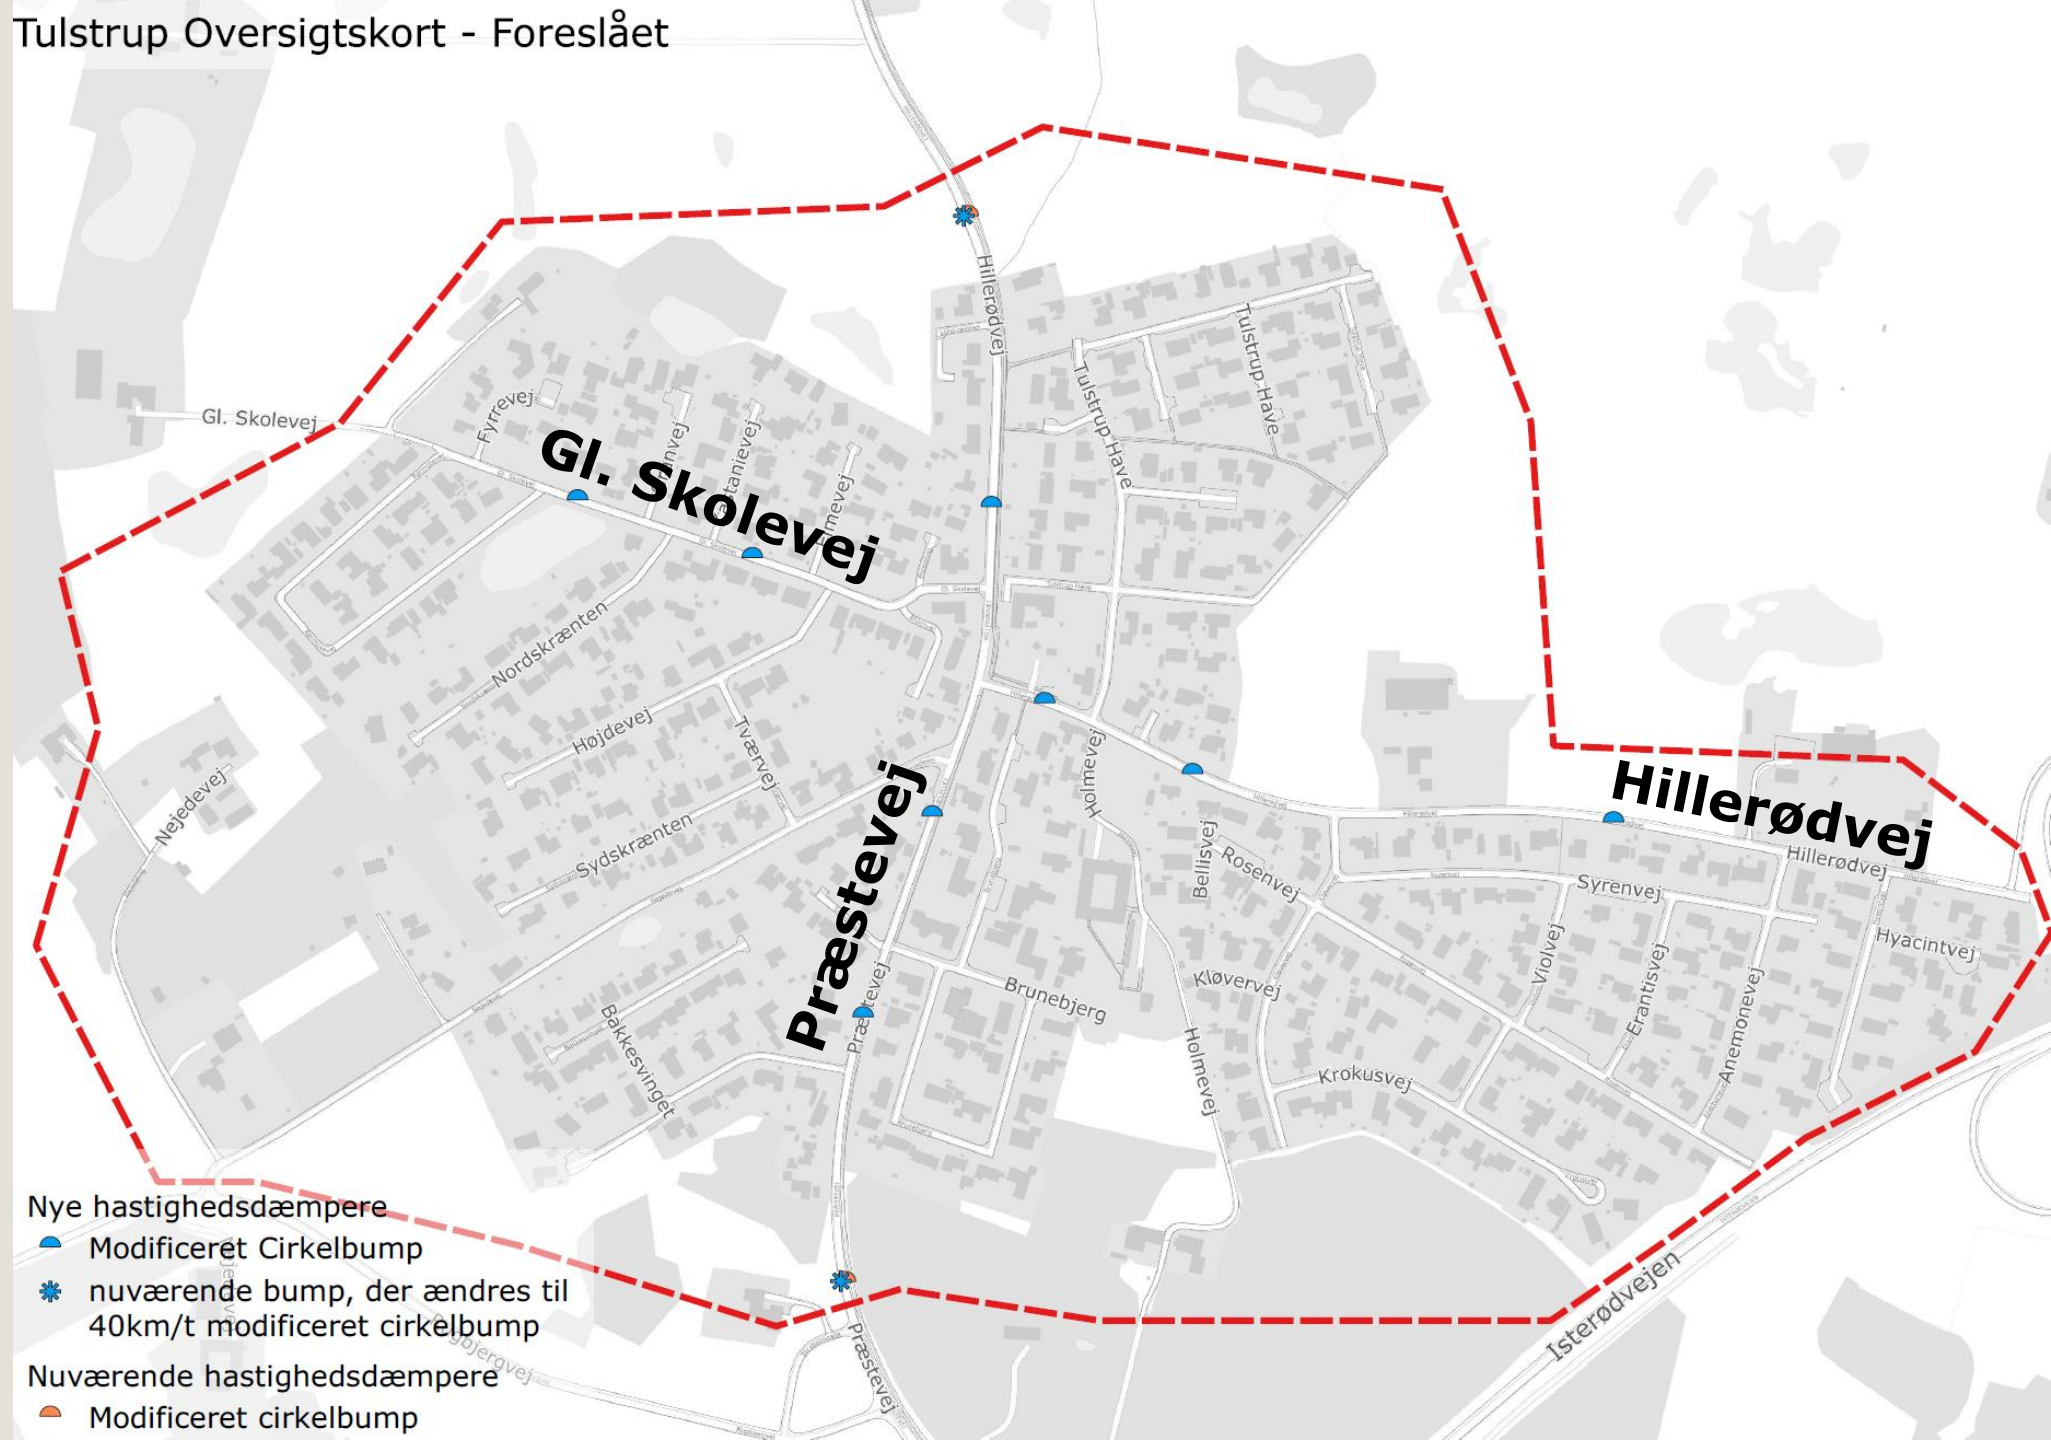 Tulstrup Oversigtskort - Foreslået
Hillerødvej
Tulstrup Have
Tulstrup Have
Gl. Skolevej
Fyrrevej
Gl. Skolevej
Nordskrænten
Højdevej
Tværvej
Sydskrænten
Nejedevej
Præstevej
Præstevej
Holmevej
Bellisvej
Rosenvej
Hillerødvej
Hillerødvej
Syrenvej
Hyacintvej
Violvej
Erantisvej
Anemonevej
Kløvervej
Krokusvej
Brunebjerg
Holmevej
Bakkesvinget
Isterødvejen
Præstevej
Nye hastighedsdæmpere
Modificeret Cirkelbump
nuværende bump, der ændres til
40km/t modificeret cirkelbump
Nuværende hastighedsdæmpere
Modificeret cirkelbump